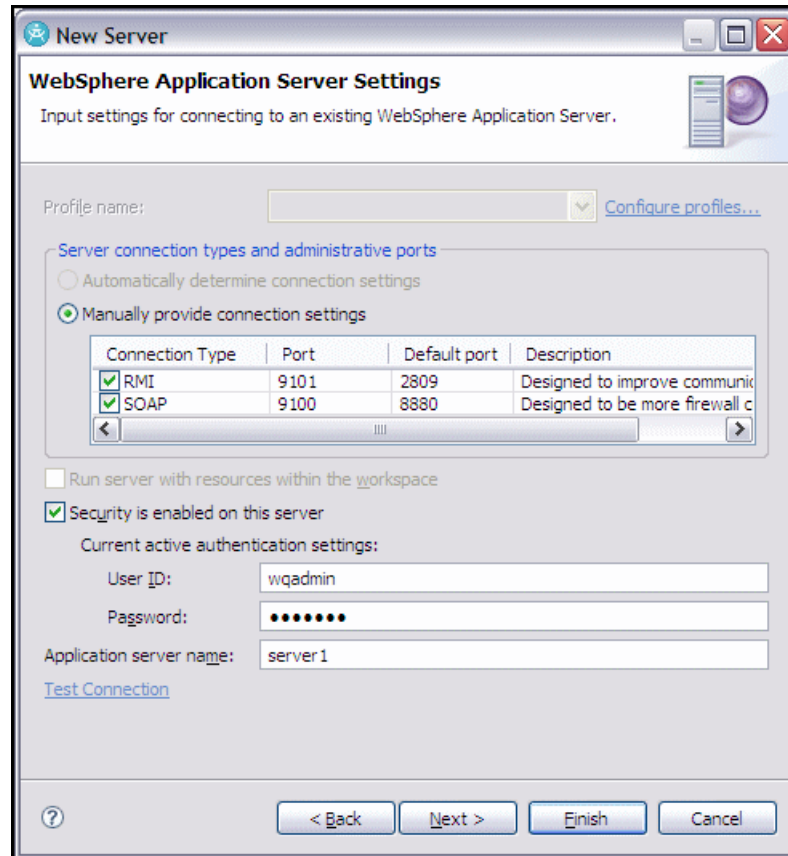 New Server
WebSphere Application Server Settings
Input settings for connecting to an existing WebSphere Application Server.
Profile name: Configure profiles...
Server connection types and administrative ports
Automatically determine connection settings
Manually provide connection settings
Connection Type Port Default port Description
RMI 9101 2809 Designed to improve communic
SOAP 9100 8880 Designed to be more firewall c
Run server with resources within the workspace
Security is enabled on this server
Current active authentication settings:
User ID: wqadmin
Password: •••••••
Application server name: server1
Test Connection
? < Back Next > Finish Cancel